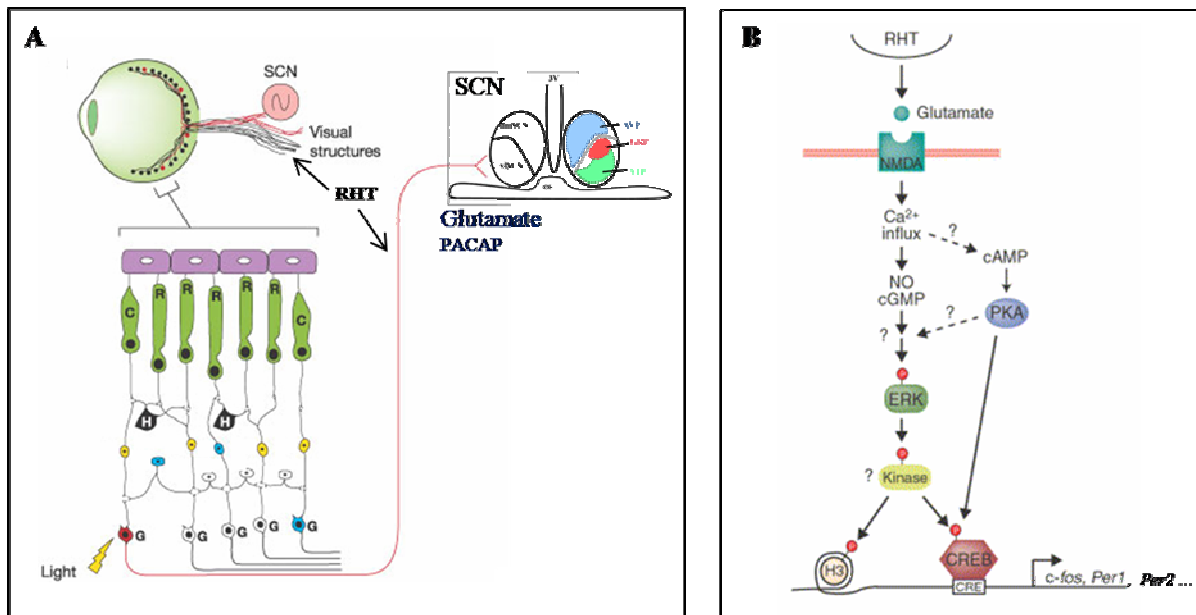 A
SCN
Visual
structures
RHT
SCN
3V
Glutamate
PACAP
C
R
R
R
R
R
C
H
H
G
G
G
G
G
Light
B
RHT
Glutamate
NMDA
Ca2+
influx
?
cAMP
NO
cGMP
?
PKA
?
P
ERK
P
? Kinase
P
P
H3
CREB
CRE
c-fos, Per1, Per2 ...